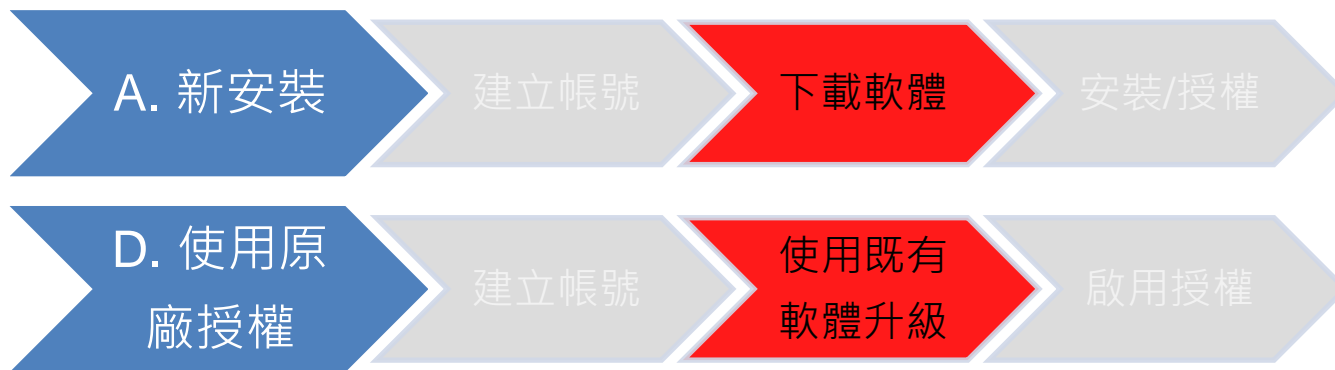 A. 新安裝
建立帳號
下載軟體
安裝/授權
D. 使用原
廠授權
建立帳號
使用既有
軟體升級
啟用授權